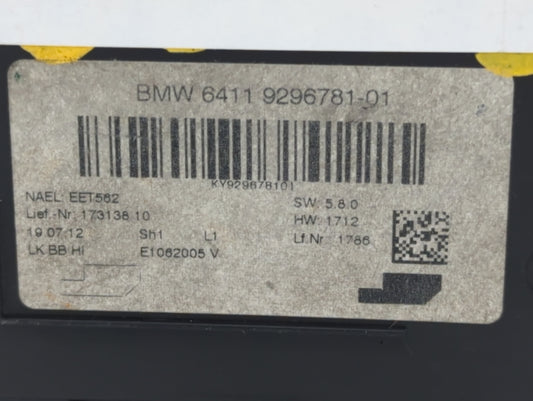 BMW 6411 9296781-01
KY929678101
NAEL: EET562 SW: 5.8.0
Lief.-Nr: 173138.10 HW: 1712
19.07.12 Sh1 L1 Lf.Nr.: 1786
LK BB HI E1062005 V